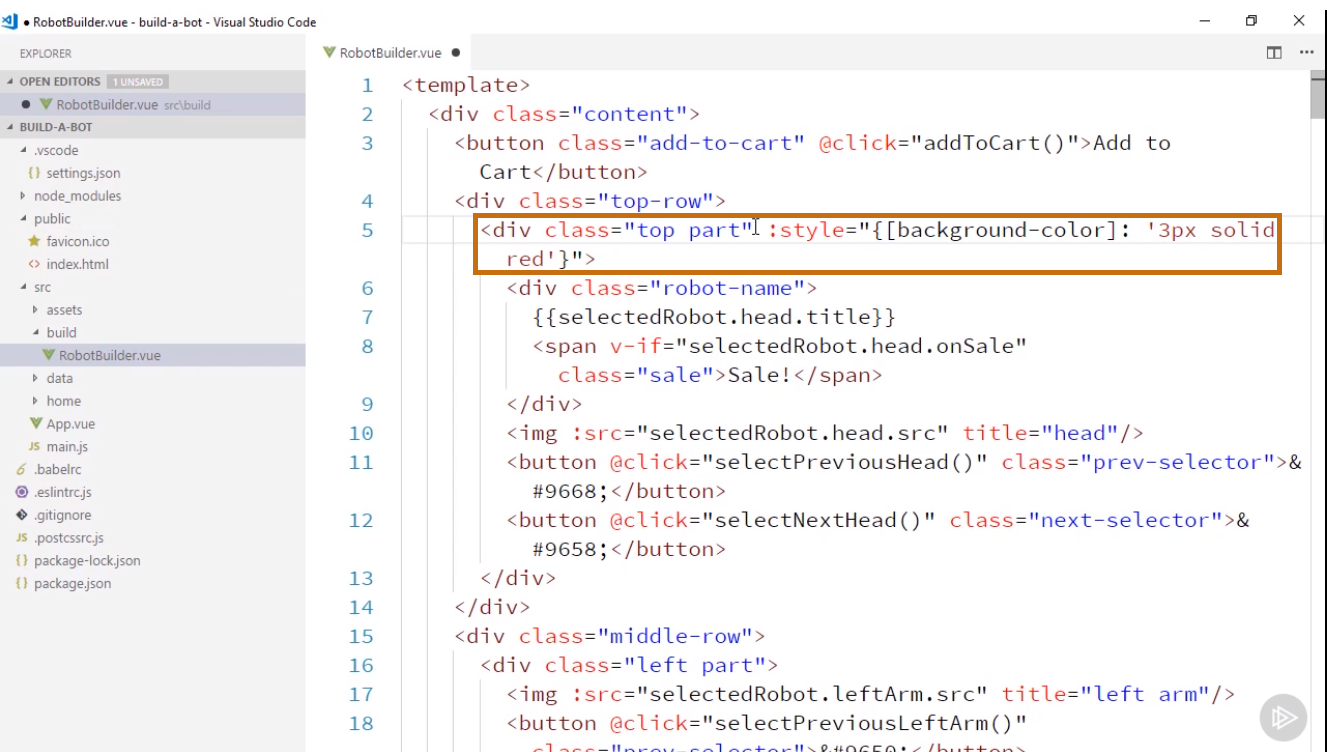 ● RobotBuilder.vue - build-a-bot - Visual Studio Code
EXPLORER
OPEN EDITORS 1 UNSAVED
● RobotBuilder.vue src\build
BUILD-A-BOT
.vscode
{} settings.json
node_modules
public
favicon.ico
<> index.html
src
assets
build
RobotBuilder.vue
data
home
App.vue
JS main.js
6 .babelrc
.eslintrc.js
.gitignore
JS .postcssrc.js
{} package-lock.json
{} package.json
RobotBuilder.vue ●
1 <template>
2 <div class="content">
3 <button class="add-to-cart" @click="addToCart()">Add to
Cart</button>
4 <div class="top-row">
5 <div class="top part" :style="{[background-color]: '3px solid
red'}">
6 <div class="robot-name">
7 {{selectedRobot.head.title}}
8 <span v-if="selectedRobot.head.onSale"
class="sale">Sale!</span>
9 </div>
10 <img :src="selectedRobot.head.src" title="head"/>
11 <button @click="selectPreviousHead()" class="prev-selector">&
#9668;</button>
12 <button @click="selectNextHead()" class="next-selector">&
#9658;</button>
13 </div>
14 </div>
15 <div class="middle-row">
16 <div class="left part">
17 <img :src="selectedRobot.leftArm.src" title="left arm"/>
18 <button @click="selectPreviousLeftArm()"
class="prev-selector">&#9650;</button>